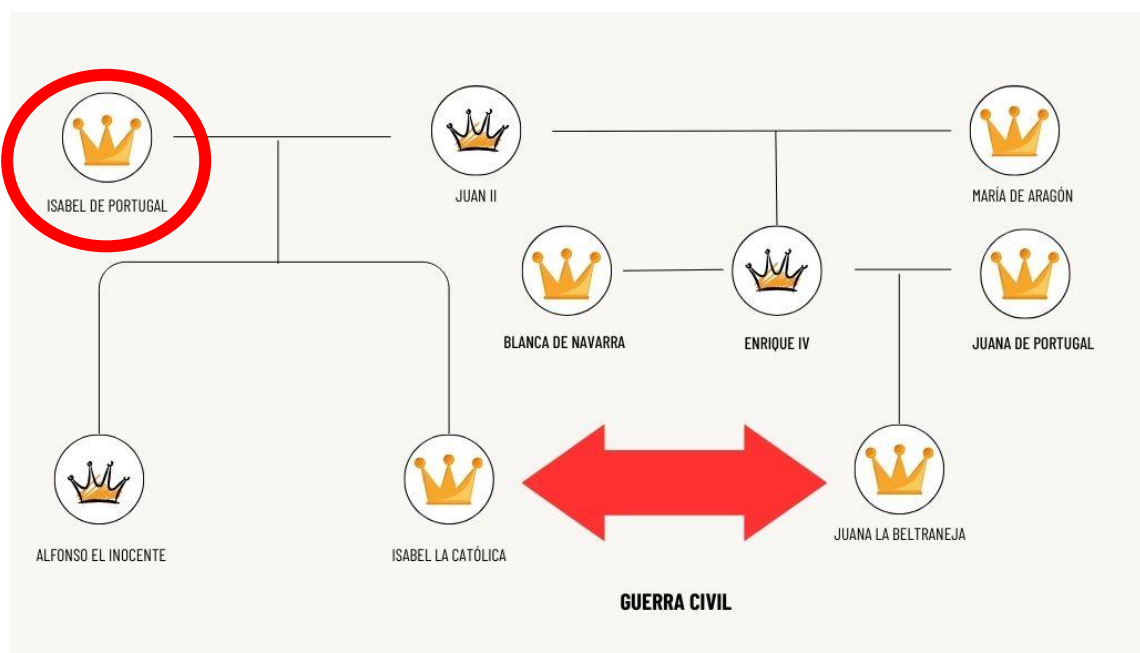 ISABEL DE PORTUGAL
JUAN II
MARÍA DE ARAGÓN
BLANCA DE NAVARRA
ENRIQUE IV
JUANA DE PORTUGAL
ALFONSO EL INOCENTE
ISABEL LA CATÓLICA
JUANA LA BELTRANEJA
GUERRA CIVIL